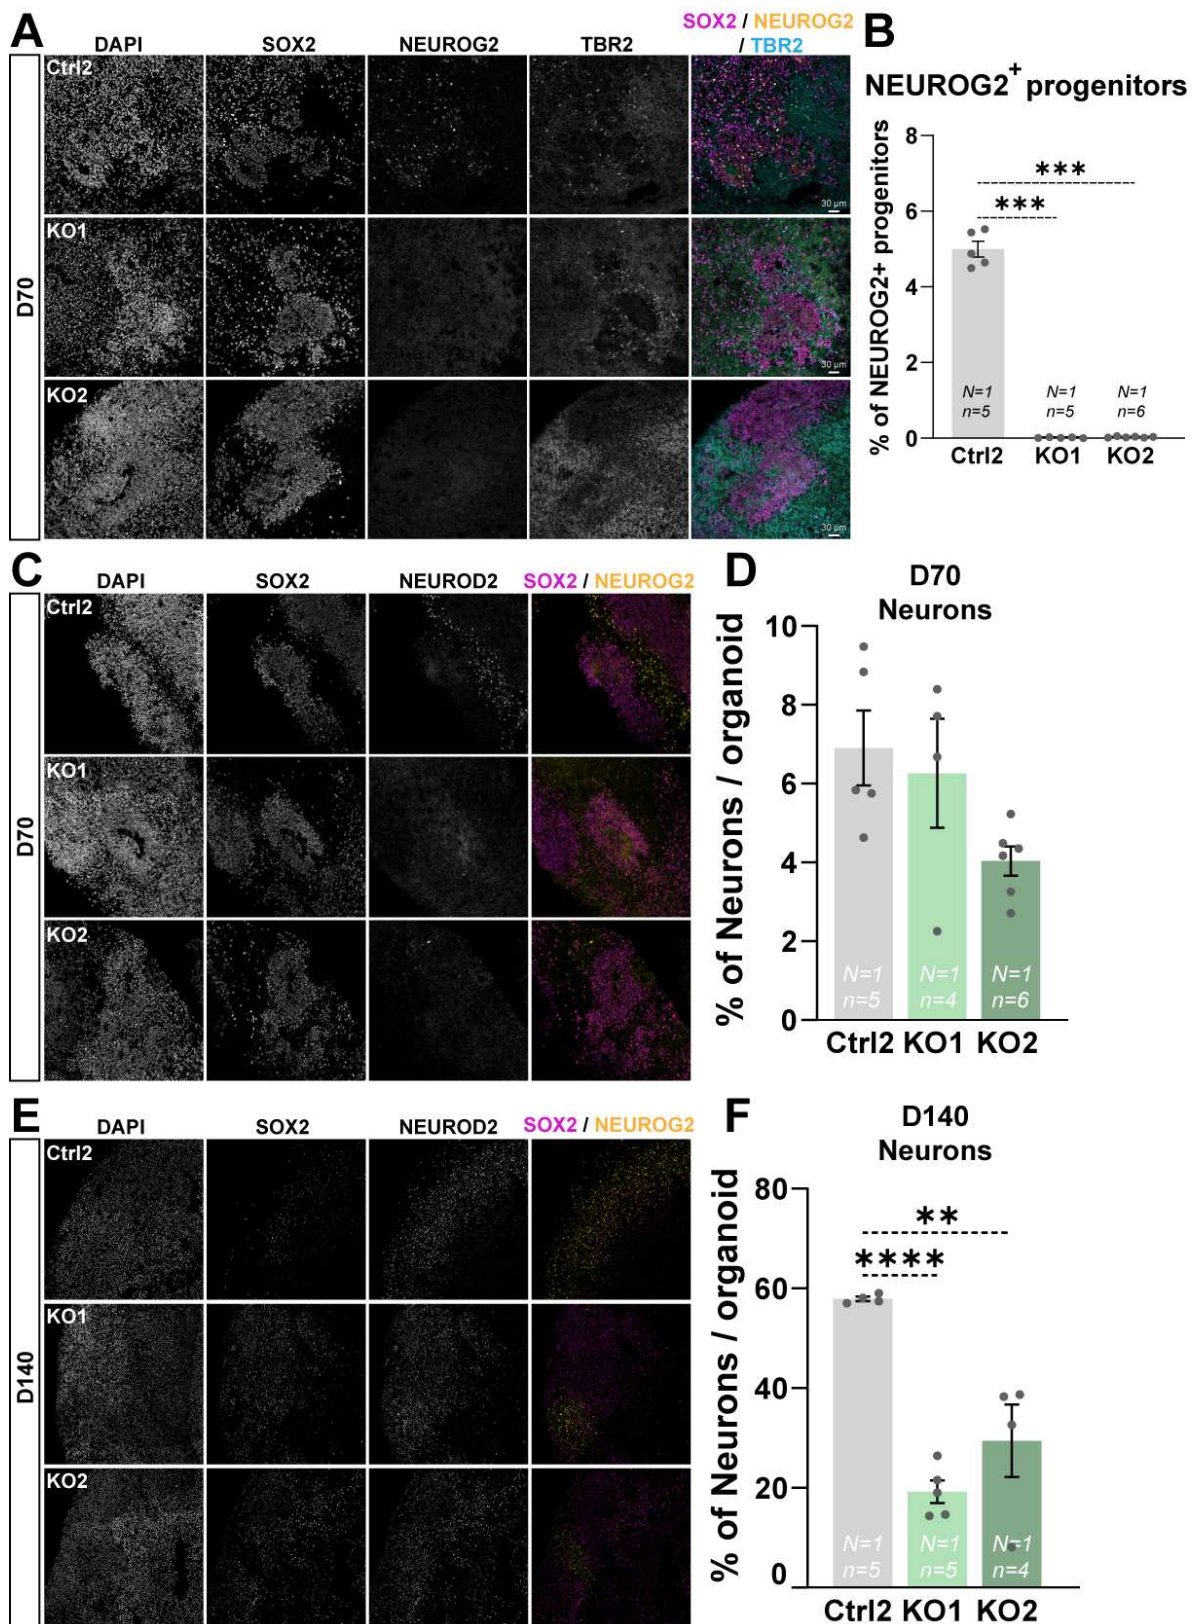 A
DAPI
SOX2
NEUROG2
TBR2
SOX2 / NEUROG2
/ TBR2
D70
Ctrl2
30 µm
KO1
30 µm
KO2
30 µm
B
NEUROG2+ progenitors
% of NEUROG2+ progenitors
8
6
4
2
0
***
***
N=1
n=5
N=1
n=5
N=1
n=6
Ctrl2
KO1
KO2
C
DAPI
SOX2
NEUROD2
SOX2 / NEUROG2
D70
Ctrl2
KO1
KO2
D
D70
Neurons
% of Neurons / organoid
10
8
6
4
2
0
N=1
n=5
N=1
n=4
N=1
n=6
Ctrl2 KO1 KO2
E
DAPI
SOX2
NEUROD2
SOX2 / NEUROG2
D140
Ctrl2
KO1
KO2
F
D140
Neurons
% of Neurons / organoid
80
60
40
20
0
**
****
N=1
n=5
N=1
n=5
N=1
n=4
Ctrl2 KO1 KO2